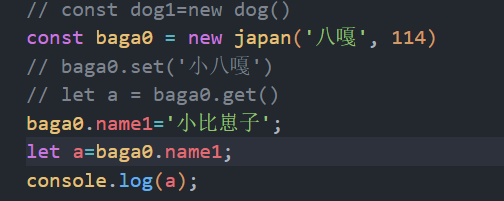 // const dog1=new dog()
const baga0 = new japan('八嘎', 114)
// baga0.set('小八嘎')
// let a = baga0.get()
baga0.name1='小比崽子';
let a=baga0.name1;
console.log(a);